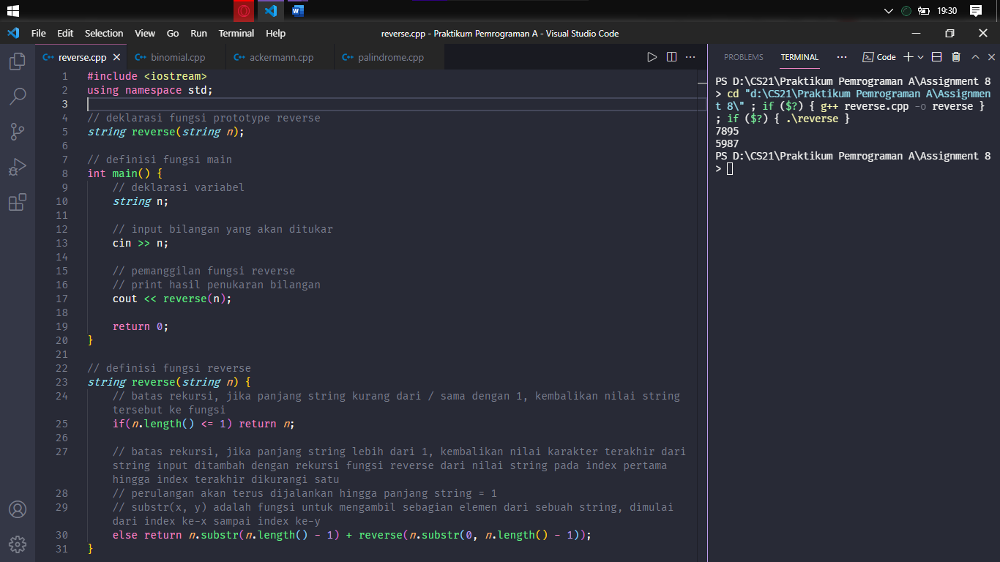 19:30
File Edit Selection View Go Run Terminal Help
reverse.cpp - Praktikum Pemrograman A - Visual Studio Code
reverse.cpp
binomial.cpp
ackermann.cpp
palindrome.cpp
1 #include <iostream>
2 using namespace std;
3
4 // deklarasi fungsi prototype reverse
5 string reverse(string n);
6
7 // definisi fungsi main
8 int main() {
9 // deklarasi variabel
10 string n;
11
12 // input bilangan yang akan ditukar
13 cin >> n;
14
15 // pemanggilan fungsi reverse
16 // print hasil penukaran bilangan
17 cout << reverse(n);
18
19 return 0;
20 }
21
22 // definisi fungsi reverse
23 string reverse(string n) {
24 // batas rekursi, jika panjang string kurang dari / sama dengan 1, kembalikan nilai string
tersebut ke fungsi
25 if(n.length() <= 1) return n;
26
27 // batas rekursi, jika panjang string lebih dari 1, kembalikan nilai karakter terakhir dari
string input ditambah dengan rekursi fungsi reverse dari nilai string pada index pertama
hingga index terakhir dikurangi satu
28 // perulangan akan terus dijalankan hingga panjang string = 1
29 // substr(x, y) adalah fungsi untuk mengambil sebagian elemen dari sebuah string, dimulai
dari index ke-x sampai index ke-y
30 else return n.substr(n.length() - 1) + reverse(n.substr(0, n.length() - 1));
31 }
PROBLEMS TERMINAL ··· Code
PS D:\CS21\Praktikum Pemrograman A\Assignment 8
> cd "d:\CS21\Praktikum Pemrograman A\Assignmen
t 8\" ; if ($?) { g++ reverse.cpp -o reverse }
; if ($?) { .\reverse }
7895
5987
PS D:\CS21\Praktikum Pemrograman A\Assignment 8
>